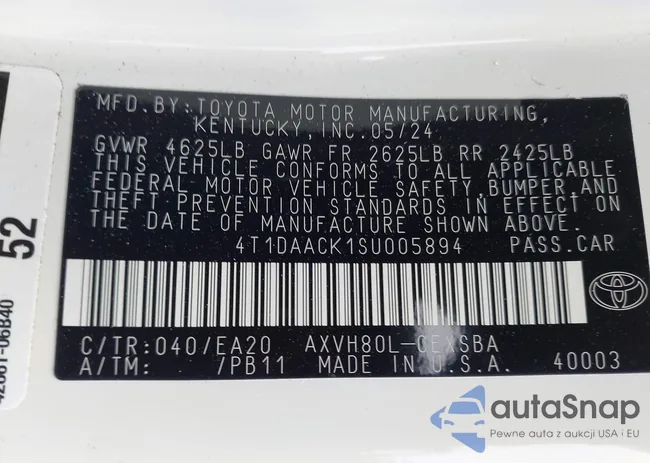 MFD.BY:TOYOTA MOTOR MANUFACTURING,
KENTUCKY, INC.05/24
GVWR 4625LB GAWR FR 2625LB RR 2425LB
THIS VEHICLE CONFORMS TO ALL APPLICABLE
FEDERAL MOTOR VEHICLE SAFETY, BUMPER, AND
THEFT PREVENTION STANDARDS IN EFFECT ON
THE DATE OF MANUFACTURE SHOWN ABOVE.
4T1DAACK1SU005894 PASS.CAR
C/TR:040/EA20 AXVH80L-CEXSBA
A/TM: /PB11 MADE IN U.S.A. 40003
52
42661-06B40
autaSnap
Pewne auta z aukcji USA i EU